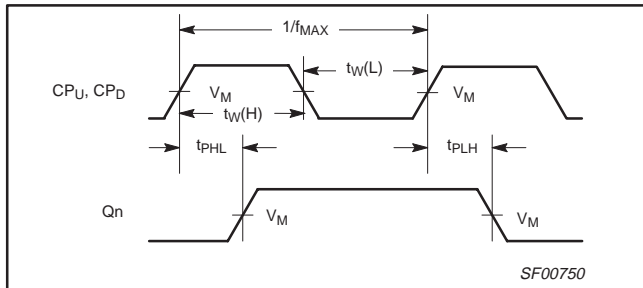 1/fMAX
tW(L)
CPU, CPD
VM
VM
tW(H)
tPHL
tPLH
Qn
VM
VM
SF00750